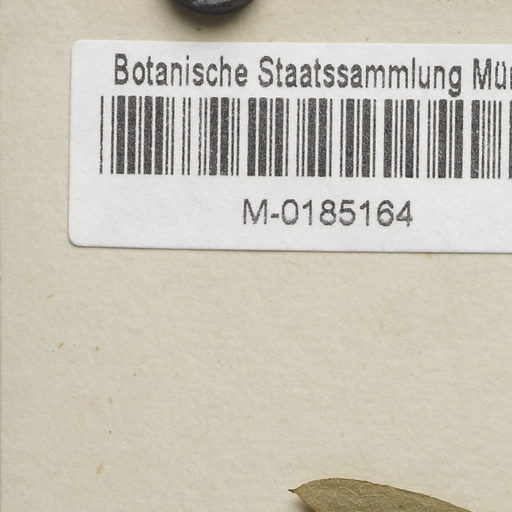 Botanische Staatssammlung Mün
M-0185164